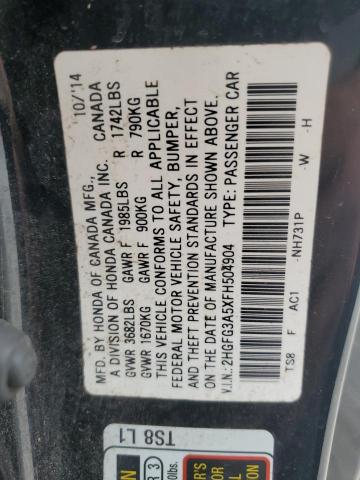 MFD. BY HONDA OF CANADA MFG., 10/'14
A DIVISION OF HONDA CANADA INC. CANADA
GVWR 3682LBS GAWR F 1985LBS R 1742LBS
GVWR 1670KG GAWR F 900KG R 790KG
THIS VEHICLE CONFORMS TO ALL APPLICABLE
FEDERAL MOTOR VEHICLE SAFETY, BUMPER,
AND THEFT PREVENTION STANDARDS IN EFFECT
ON THE DATE OF MANUFACTURE SHOWN ABOVE.
V.I.N.: 2HGFG3A5XFH504904 TYPE: PASSENGER CAR
TS8 F AC1 -NH731P -W -H
TS8 L1